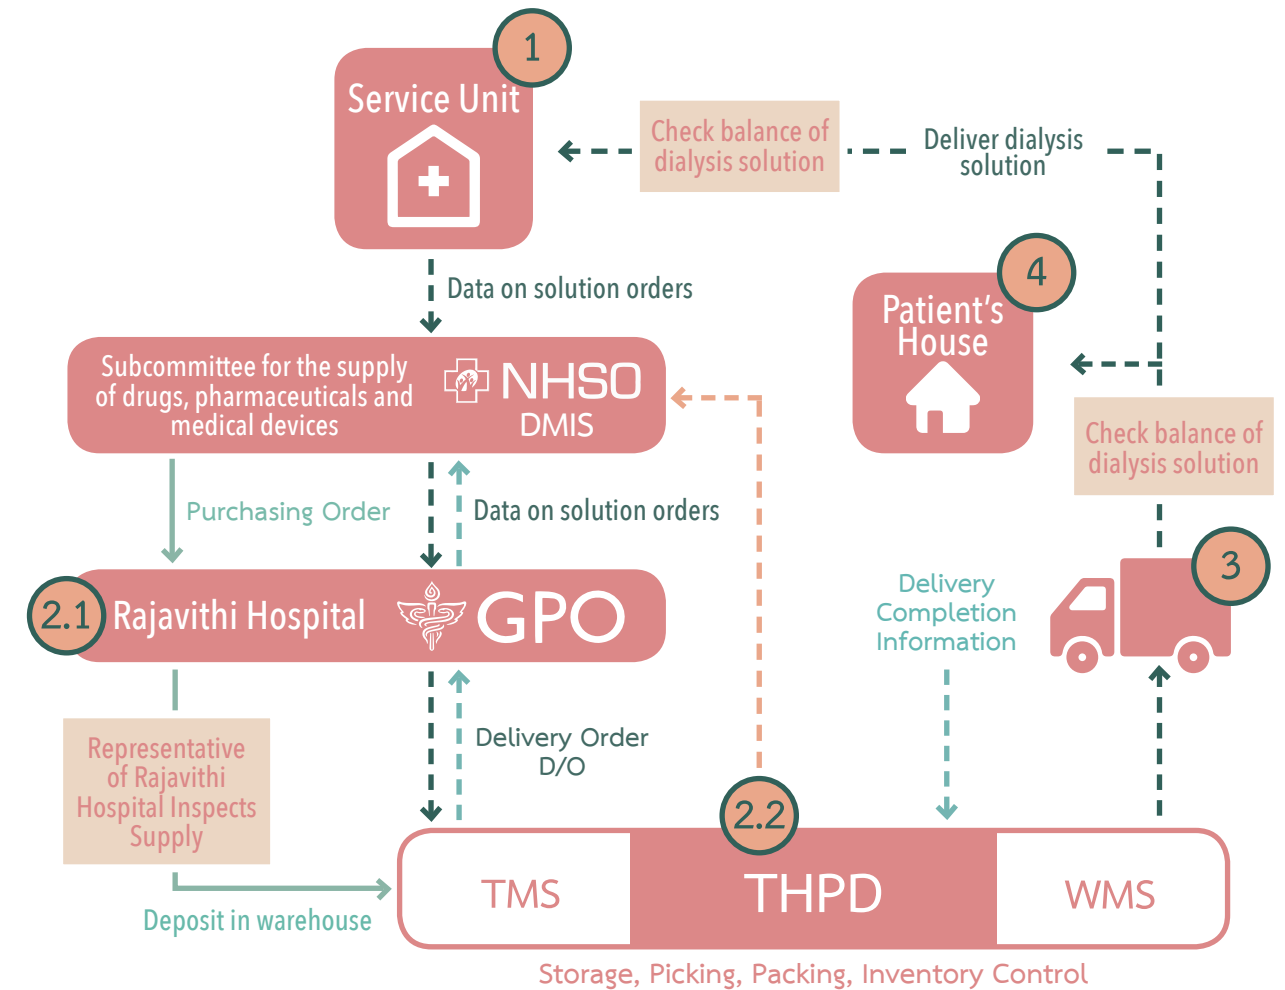 1
Service Unit
Check balance of
dialysis solution
Deliver dialysis
solution
Data on solution orders
4
Patient's
House
Subcommittee for the supply
of drugs, pharmaceuticals and
medical devices
NHSO
DMIS
Check balance of
dialysis solution
Purchasing Order
Data on solution orders
3
Delivery
Completion
Information
2.1
Rajavithi Hospital
GPO
Representative
of Rajavithi
Hospital Inspects
Supply
Delivery Order
D/O
2.2
Deposit in warehouse
TMS
THPD
WMS
Storage, Picking, Packing, Inventory Control